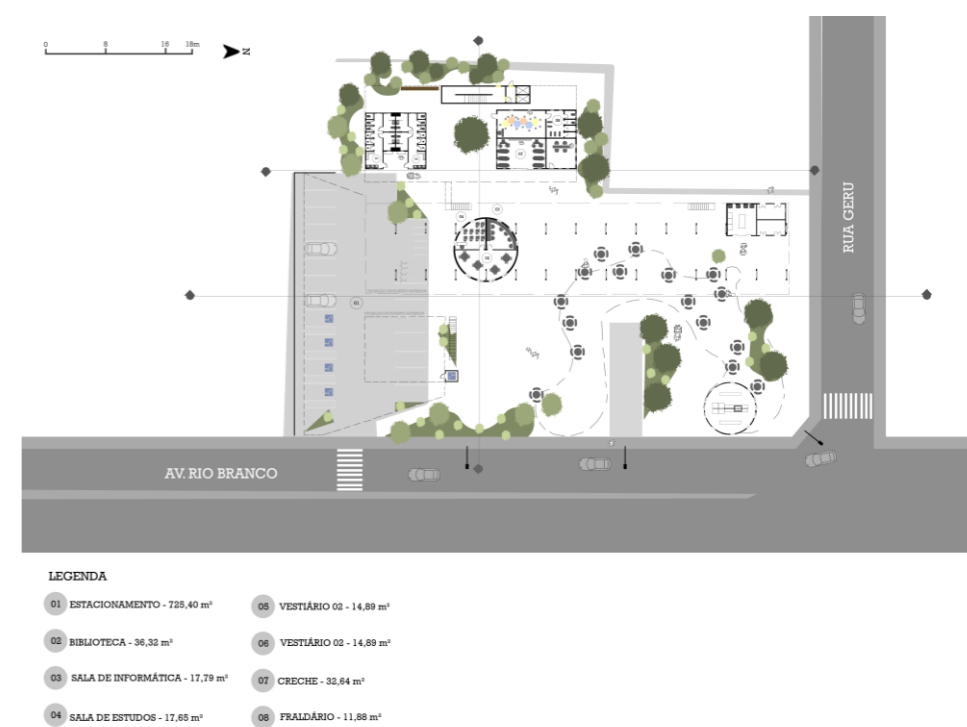 0 8 16 18m
N
RUA GERU
AV. RIO BRANCO
LEGENDA
01 ESTACIONAMENTO - 725,40 m²
02 BIBLIOTECA - 36,32 m²
03 SALA DE INFORMÁTICA - 17,79 m²
04 SALA DE ESTUDOS - 17,65 m²
05 VESTIÁRIO 02 - 14,89 m²
06 VESTIÁRIO 02 - 14,89 m²
07 CRECHE - 32,64 m²
08 FRALDÁRIO - 11,88 m²